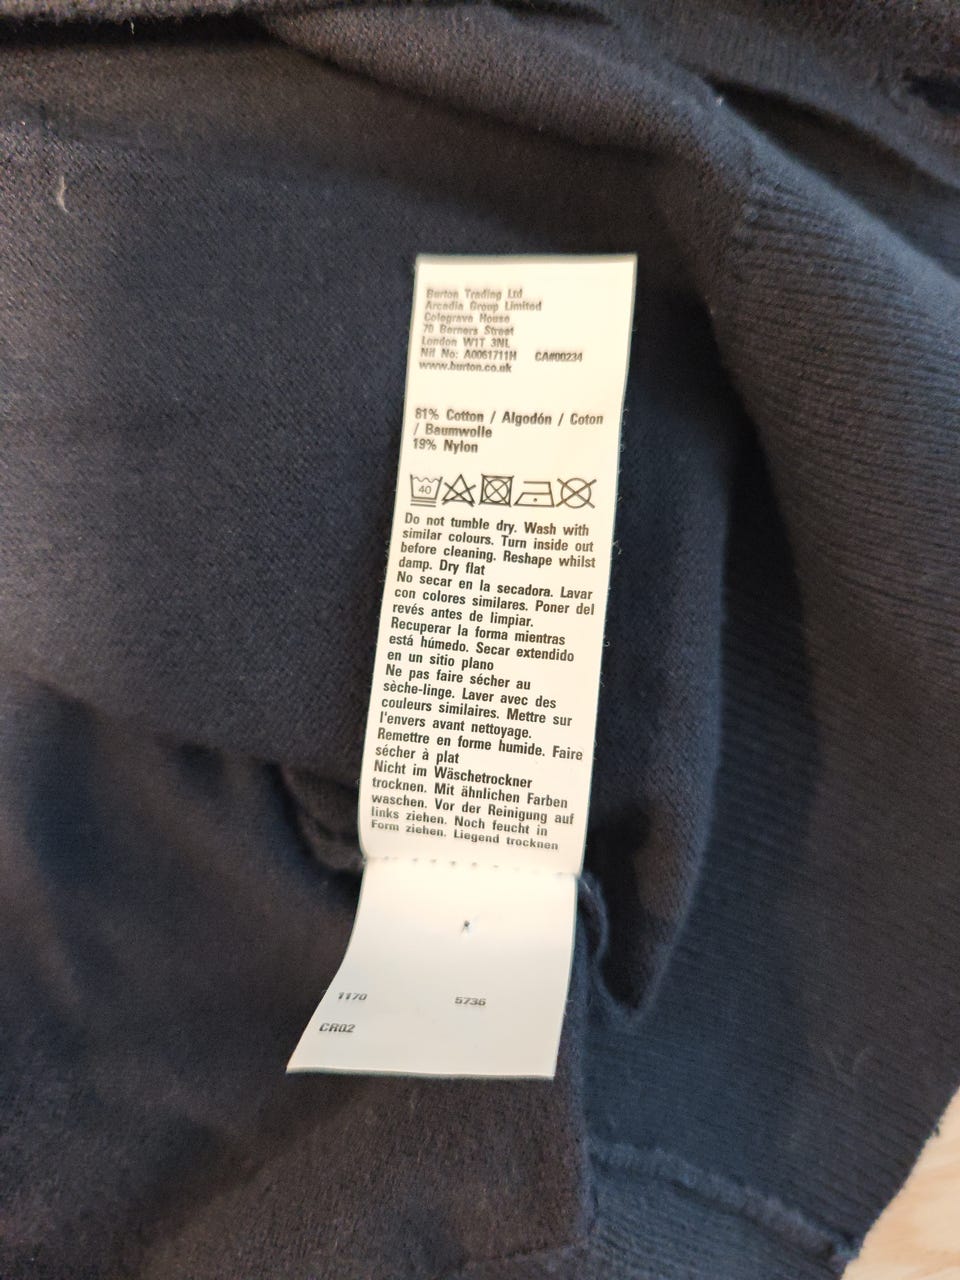 Burton Trading Ltd
Arcadia Group Limited
Colegrave House
70 Berners Street
London W1T 3NL
Nif No: A0061711H CA#00234
www.burton.co.uk
81% Cotton / Algodón / Coton
/ Baumwolle
19% Nylon
40
Do not tumble dry. Wash with
similar colours. Turn inside out
before cleaning. Reshape whilst
damp. Dry flat
No secar en la secadora. Lavar
con colores similares. Poner del
revés antes de limpiar.
Recuperar la forma mientras
está húmedo. Secar extendido
en un sitio plano
Ne pas faire sécher au
sèche-linge. Laver avec des
couleurs similaires. Mettre sur
l'envers avant nettoyage.
Remettre en forme humide. Faire
sécher à plat
Nicht im Wäschetrockner
trocknen. Mit ähnlichen Farben
waschen. Vor der Reinigung auf
links ziehen. Noch feucht in
Form ziehen. Liegend trocknen
1170 5736
CR02